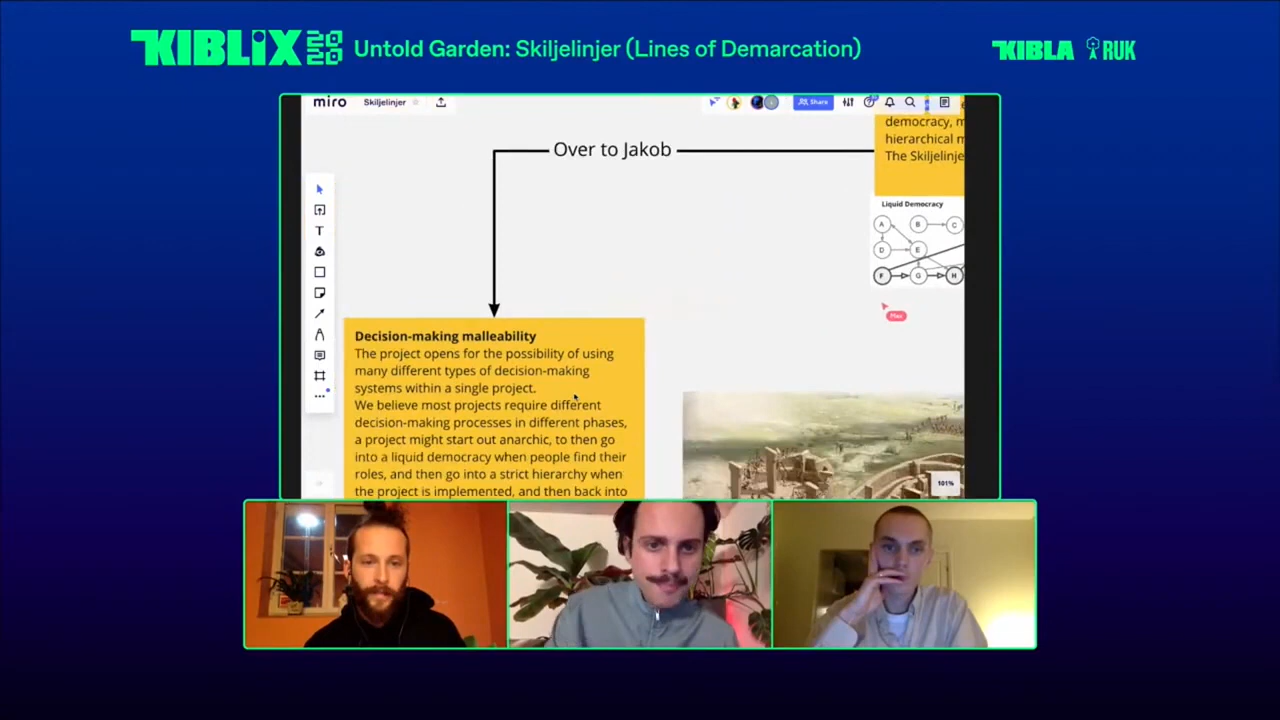 KIBLIX 2020
Untold Garden: Skiljelinjer (Lines of Demarcation)
KIBLA
RUK
miro
Skiljelinjer
Share
democracy, m
hierarchical m
The Skiljelinje
Over to Jakob
Liquid Democracy
A B C
D E
F G H
Max
Decision-making malleability
The project opens for the possibility of using
many different types of decision-making
systems within a single project.
We believe most projects require different
decision-making processes in different phases,
a project might start out anarchic, to then go
into a liquid democracy when people find their
roles, and then go into a strict hierarchy when
the project is implemented, and then back into
101%